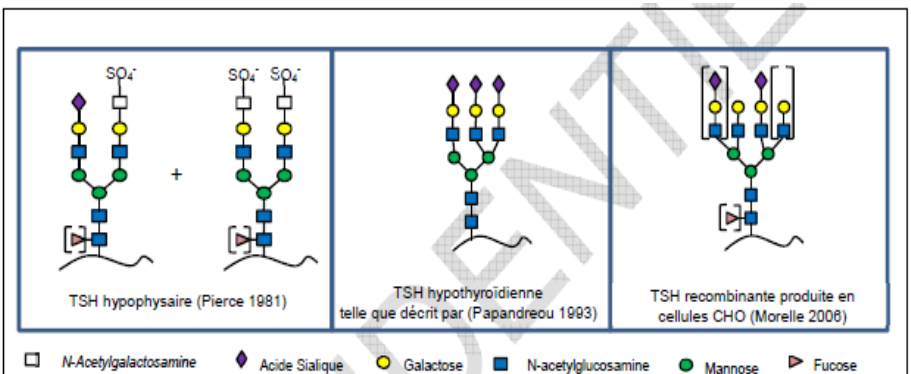 SO₄⁻ SO₄⁻ SO₄⁻
+
TSH hypophysaire (Pierce 1981)
TSH hypothyroïdienne
telle que décrit par (Papandreou 1993)
TSH recombinante produite en
cellules CHO (Morelle 2006)
N-Acetylgalactosamine Acide Sialique Galactose N-acetylglucosamine Mannose Fucose